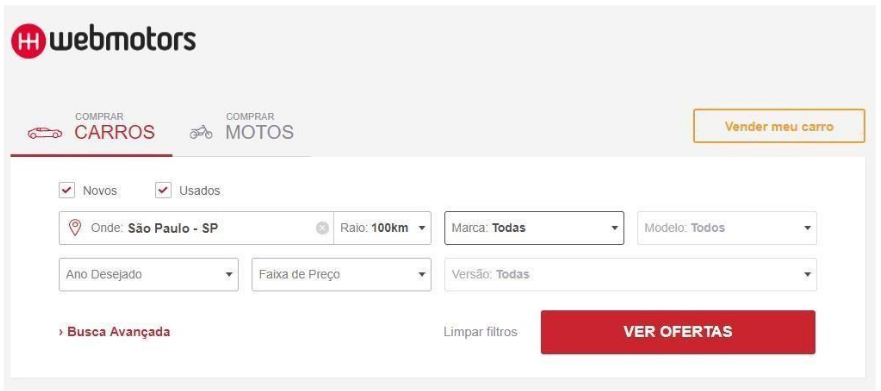 webmotors
COMPRAR
CARROS
COMPRAR
MOTOS
Vender meu carro
Novos
Usados
Onde: São Paulo - SP
Raio: 100km
Marca: Todas
Modelo: Todos
Ano Desejado
Faixa de Preço
Versão: Todas
› Busca Avançada
Limpar filtros
VER OFERTAS